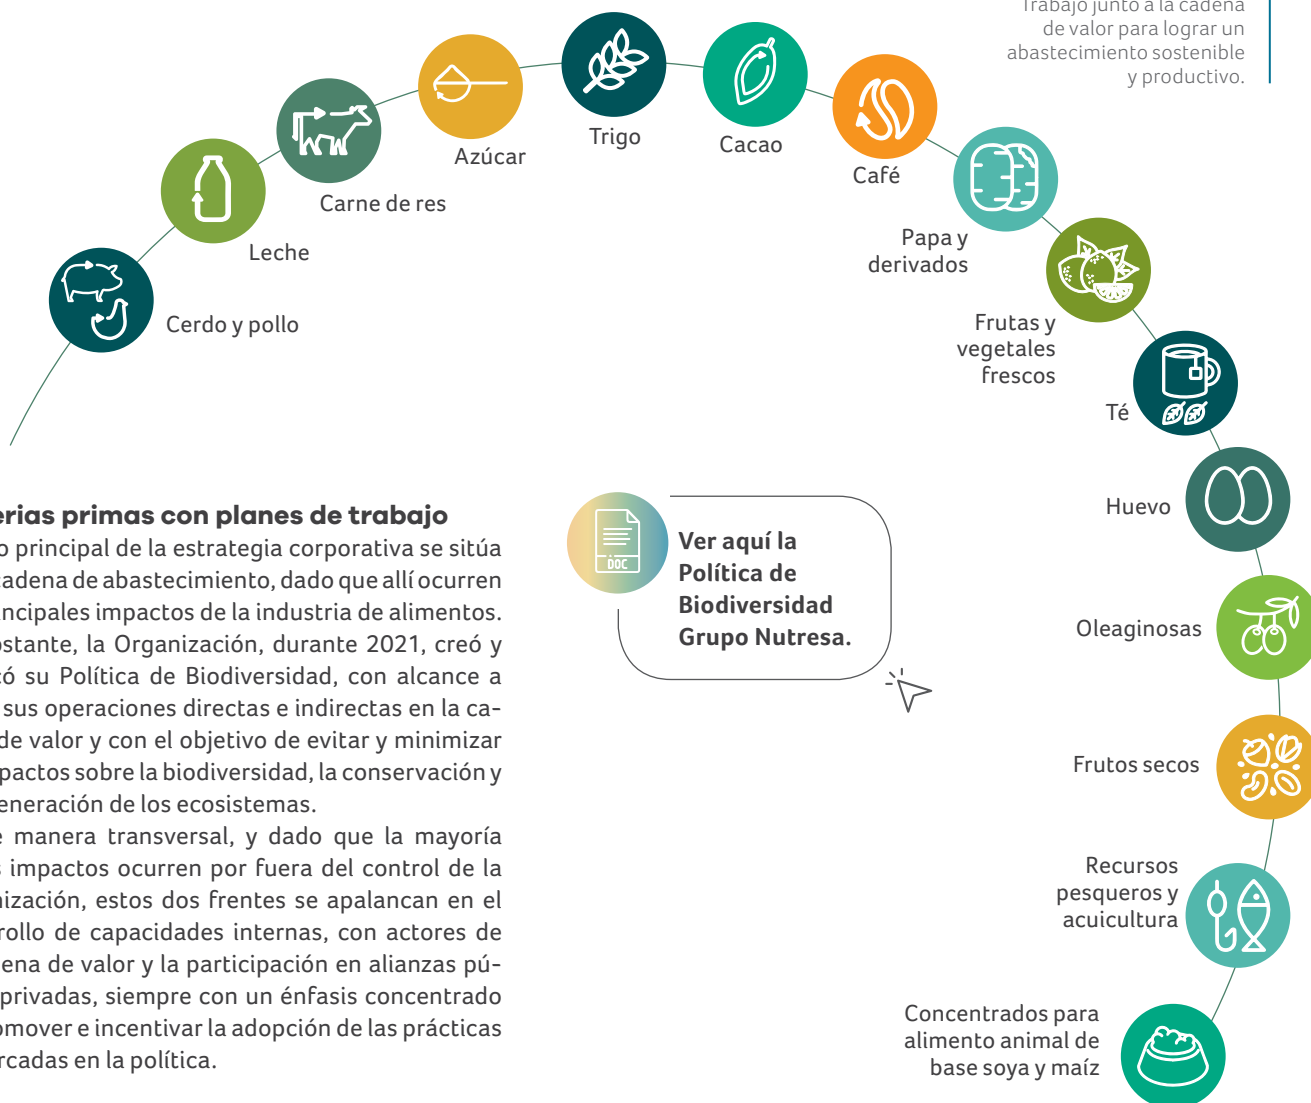 Trabajo junto a la cadena
de valor para lograr un
abastecimiento sostenible
y productivo.
Trigo
Cacao
Azúcar
Café
Carne de res
Leche
Papa y
derivados
Cerdo y pollo
Frutas y
vegetales
frescos
Té
Huevo
Oleaginosas
Frutos secos
Recursos
pesqueros y
acuicultura
Concentrados para
alimento animal de
base soya y maíz
erias primas con planes de trabajo
o principal de la estrategia corporativa se sitúa
cadena de abastecimiento, dado que allí ocurren
ncipales impactos de la industria de alimentos.
ostante, la Organización, durante 2021, creó y
có su Política de Biodiversidad, con alcance a
sus operaciones directas e indirectas en la ca-
de valor y con el objetivo de evitar y minimizar
pactos sobre la biodiversidad, la conservación y
eneración de los ecosistemas.
e manera transversal, y dado que la mayoría
s impactos ocurren por fuera del control de la
nización, estos dos frentes se apalancan en el
rollo de capacidades internas, con actores de
ena de valor y la participación en alianzas pú-
privadas, siempre con un énfasis concentrado
omover e incentivar la adopción de las prácticas
rcadas en la política.
DOC
Ver aquí la
Política de
Biodiversidad
Grupo Nutresa.